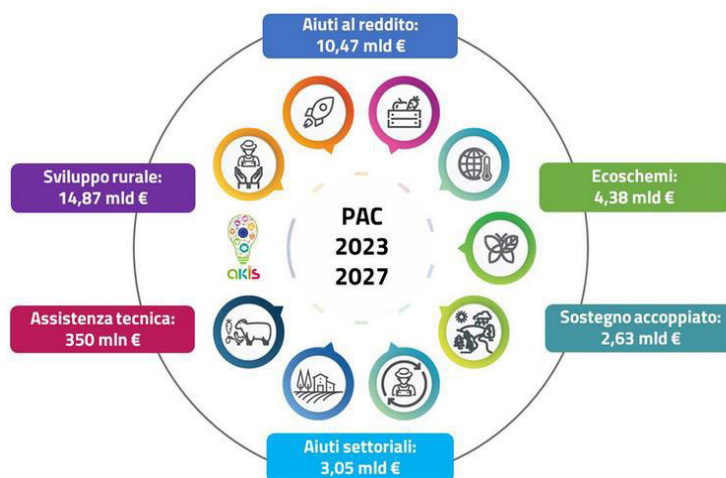 Aiuti al reddito:
10,47 mld €
Sviluppo rurale:
14,87 mld €
Ecoschemi:
4,38 mld €
PAC
2023
2027
akis
Assistenza tecnica:
350 mln €
Sostegno accoppiato:
2,63 mld €
Aiuti settoriali:
3,05 mld €